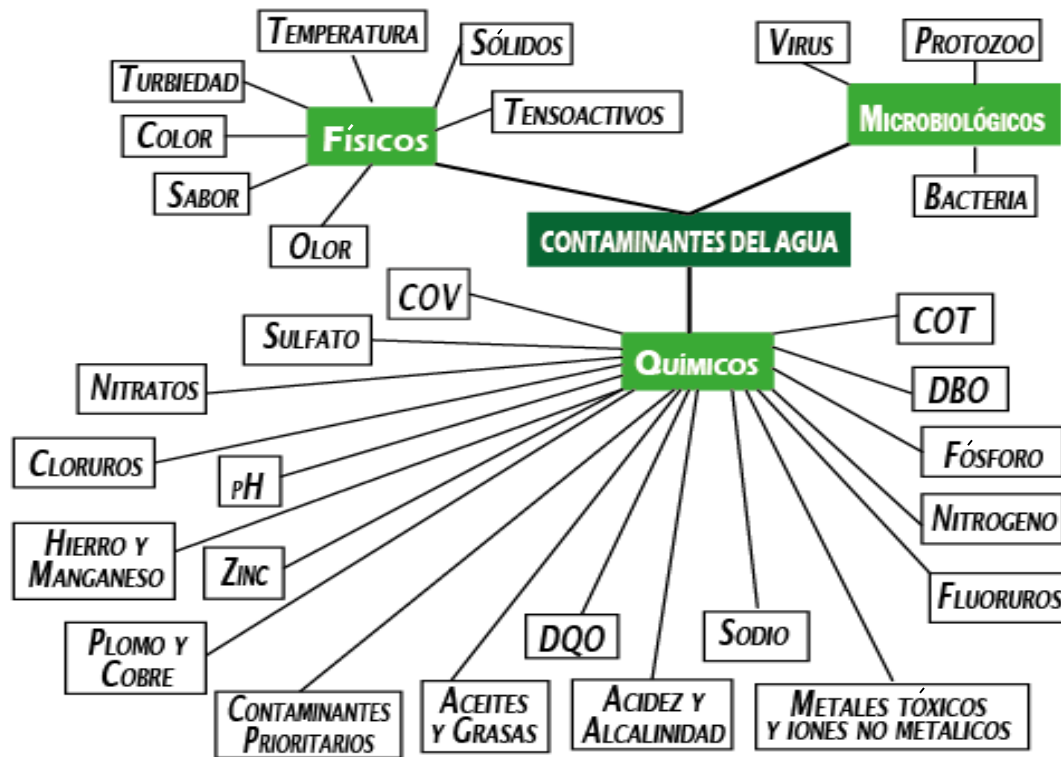 Temperatura
Sólidos
Virus
Protozoo
Turbiedad
Tensoactivos
Microbiológicos
Color
Físicos
Sabor
Bacteria
Olor
CONTAMINANTES DEL AGUA
COV
COT
Sulfato
Químicos
Nitratos
DBO
Cloruros
pH
Fósforo
Hierro y
Manganeso
Zinc
Nitrogeno
Fluoruros
Plomo y
Cobre
DQO
Sodio
Contaminantes
Prioritarios
Aceites
y Grasas
Acidez y
Alcalinidad
Metales tóxicos
y iones no metalicos